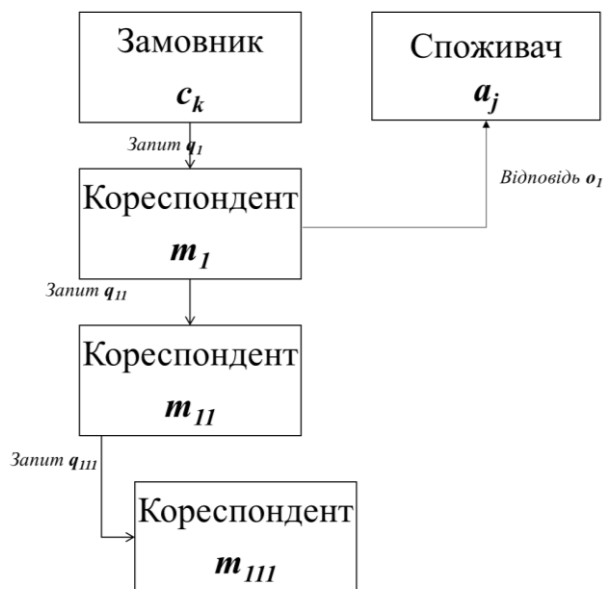 Замовник
c_k
Споживач
a_j
Запит q_1
Кореспондент
m_1
Відповідь o_1
Запит q_11
Кореспондент
m_11
Запит q_111
Кореспондент
m_111